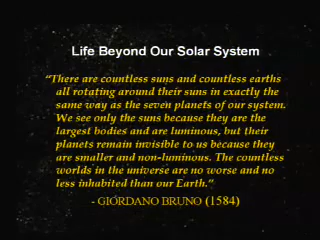 Life Beyond Our Solar System
“There are countless suns and countless earths
all rotating around their suns in exactly the
same way as the seven planets of our system.
We see only the suns because they are the
largest bodies and are luminous, but their
planets remain invisible to us because they
are smaller and non-luminous. The countless
worlds in the universe are no worse and no
less inhabited than our Earth.”
- GIORDANO BRUNO (1584)